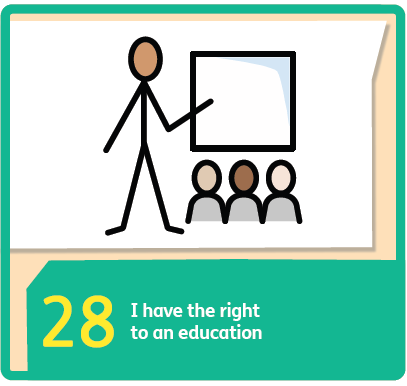 28
I have the right
to an education